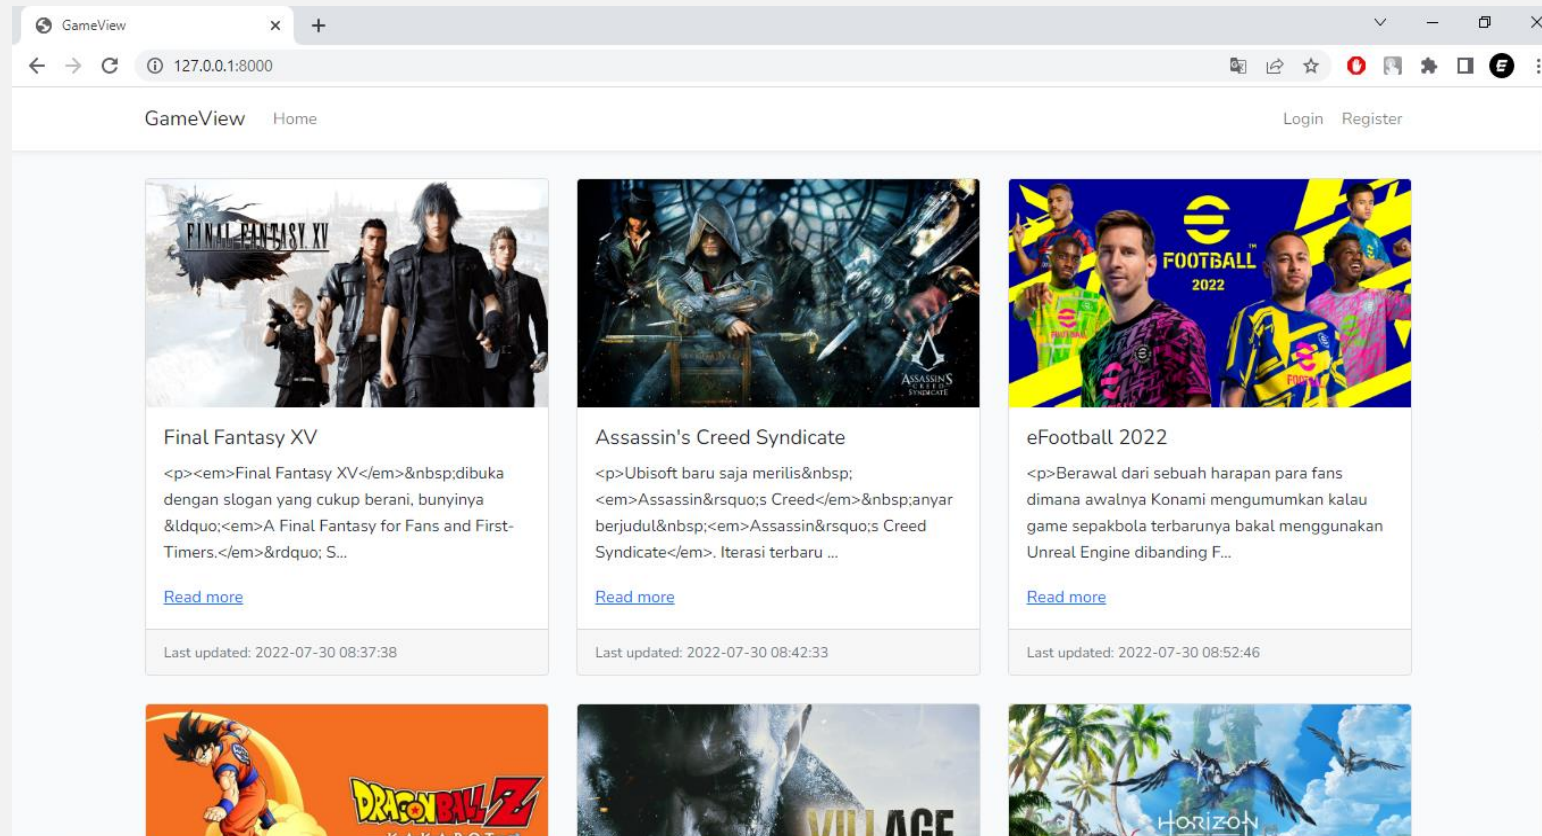 GameView
127.0.0.1:8000
GameView Home Login Register
FINAL FANTASY XV
ASSASSIN'S
CREED
SYNDICATE
FOOTBALL™
2022
Final Fantasy XV
<p><em>Final Fantasy XV</em>&nbsp;dibuka
dengan slogan yang cukup berani, bunyinya
&ldquo;<em>A Final Fantasy for Fans and First-
Timers.</em>&rdquo; S...
Read more
Last updated: 2022-07-30 08:37:38
Assassin's Creed Syndicate
<p>Ubisoft baru saja merilis&nbsp;
<em>Assassin&rsquo;s Creed</em>&nbsp;anyar
berjudul&nbsp;<em>Assassin&rsquo;s Creed
Syndicate</em>. Iterasi terbaru ...
Read more
Last updated: 2022-07-30 08:42:33
eFootball 2022
<p>Berawal dari sebuah harapan para fans
dimana awalnya Konami mengumumkan kalau
game sepakbola terbarunya bakal menggunakan
Unreal Engine dibanding F...
Read more
Last updated: 2022-07-30 08:52:46
DRAGON BALL Z
KAKAROT
VILLAGE
HORIZON